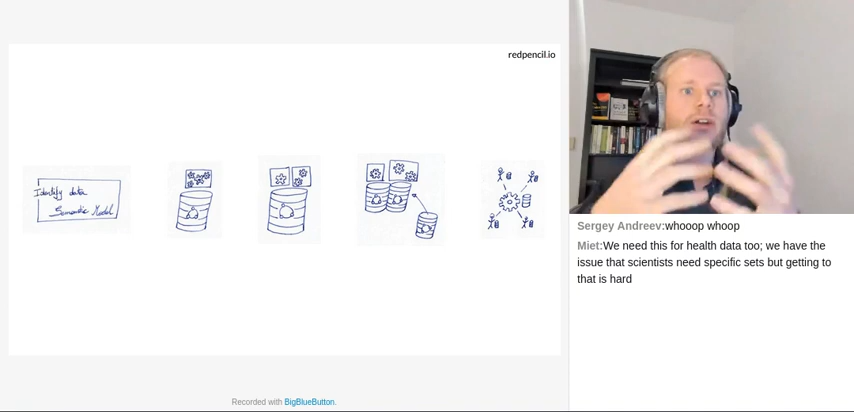 redpencil.io
Identify data
Semantic Model
Sergey Andreev:whooop whoop
Miet:We need this for health data too; we have the
issue that scientists need specific sets but getting to
that is hard
Recorded with BigBlueButton.